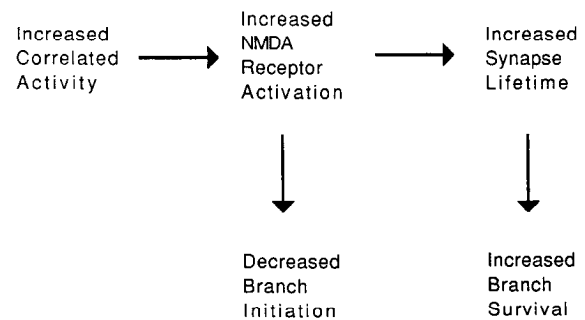 Increased
Correlated
Activity
Increased
NMDA
Receptor
Activation
Increased
Synapse
Lifetime
Decreased
Branch
Initiation
Increased
Branch
Survival